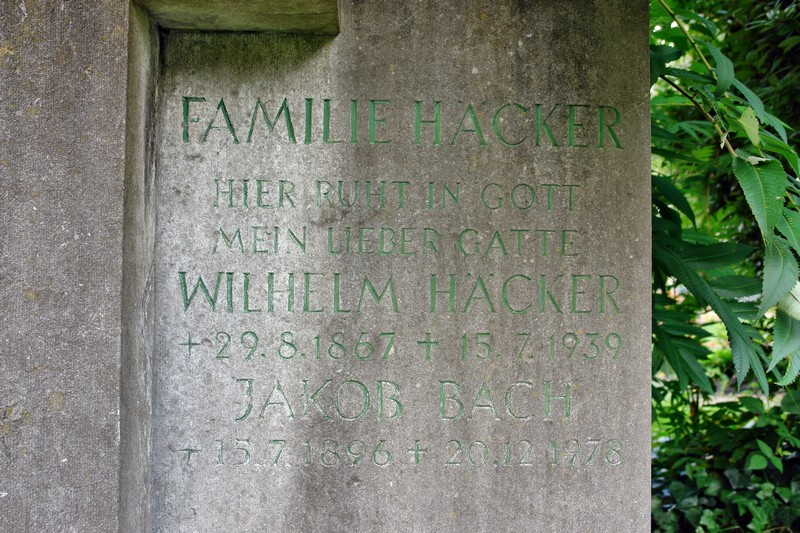 FAMILIE HÄCKER
HIER RUHT IN GOTT
MEIN LIEBER GATTE
WILHELM HÄCKER
+ 29.8.1867 + 15.7.1939
JAKOB BACH
+ 15.7.1896 + 20.12.1978